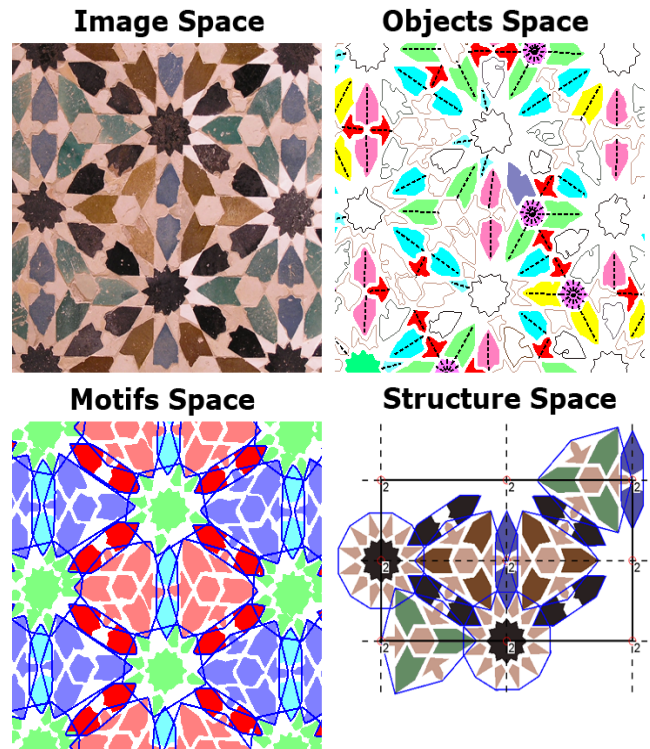 Image Space
Objects Space
Motifs Space
Structure Space
2 2 2
2 2 2
2 2 2